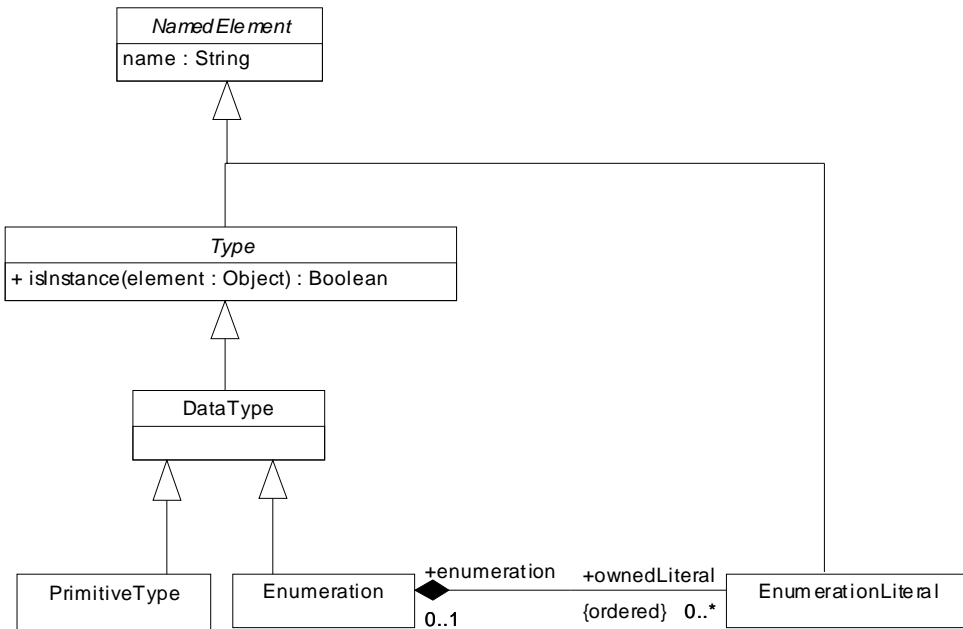 NamedElement
name : String
Type
+ isInstance(element : Object) : Boolean
DataType
PrimitiveType
Enumeration
+enumeration
0..1
+ownedLiteral
{ordered} 0..*
EnumerationLiteral